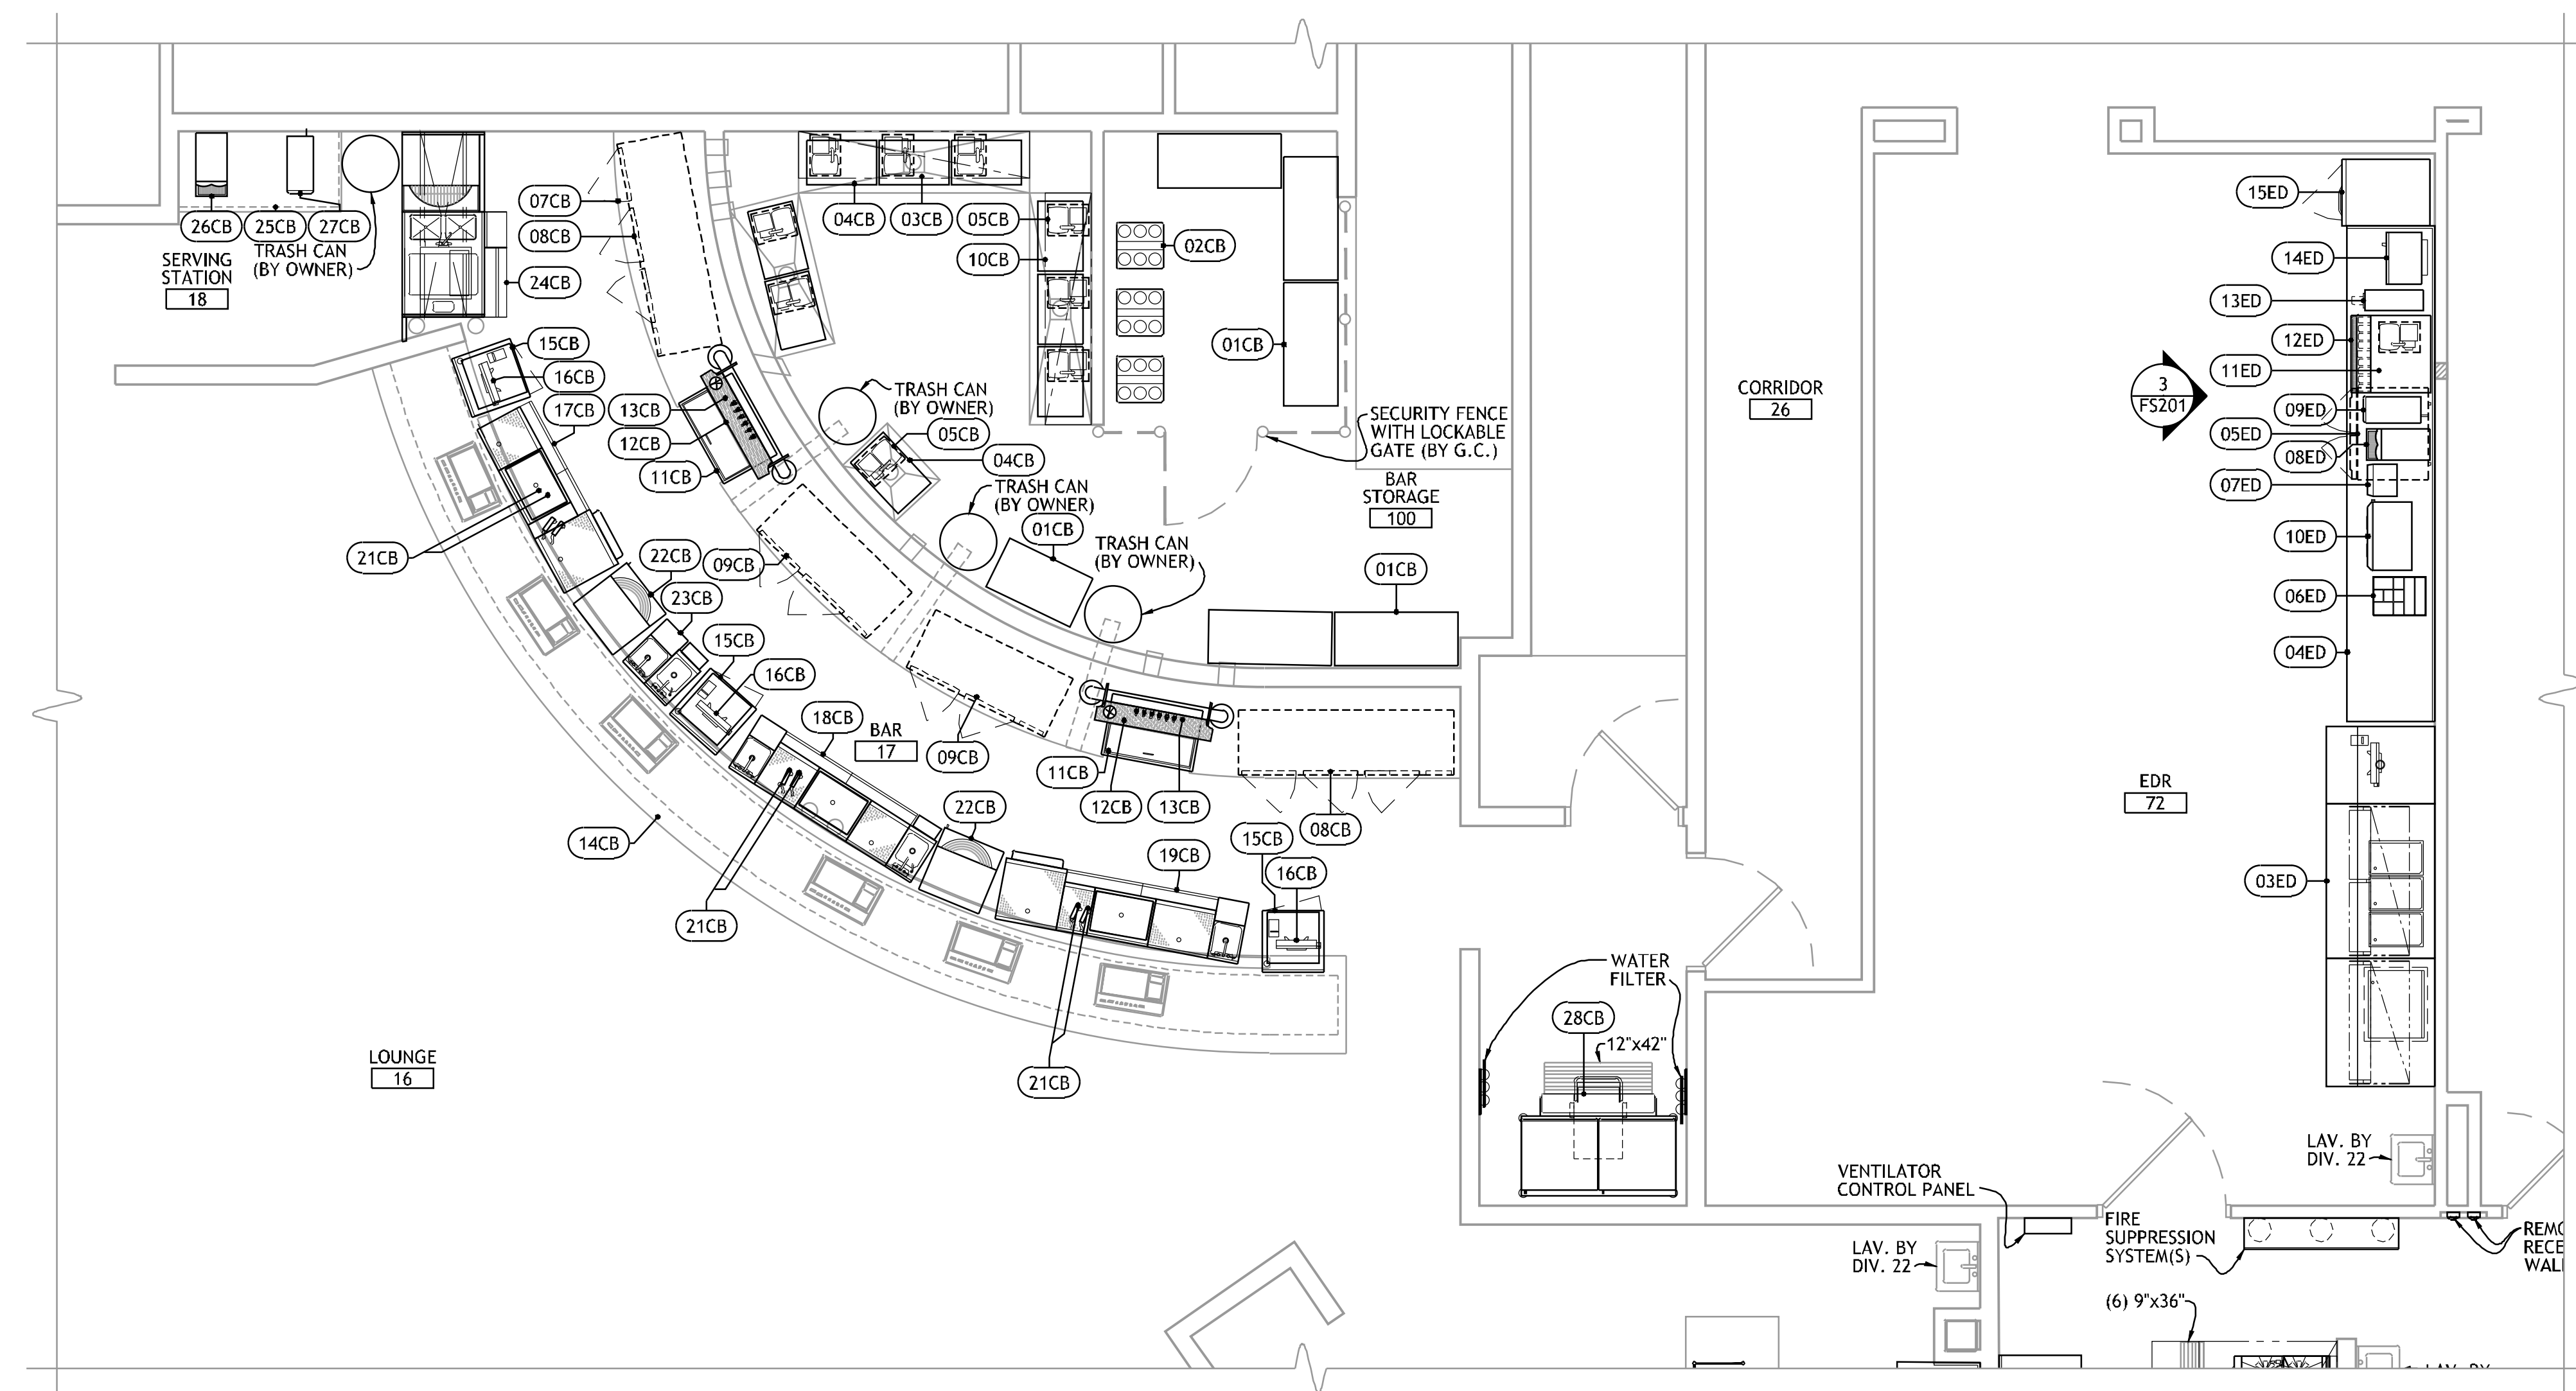 26CB
25CB
27CB
TRASH CAN
(BY OWNER)
SERVING
STATION
18
07CB
08CB
24CB
04CB
03CB
05CB
10CB
02CB
01CB
15CB
16CB
17CB
13CB
12CB
11CB
TRASH CAN
(BY OWNER)
05CB
04CB
TRASH CAN
(BY OWNER)
01CB
TRASH CAN
(BY OWNER)
01CB
SECURITY FENCE
WITH LOCKABLE
GATE (BY G.C.)
BAR
STORAGE
100
21CB
22CB
09CB
23CB
15CB
16CB
18CB
BAR
17
09CB
11CB
12CB
13CB
08CB
14CB
22CB
19CB
15CB
16CB
21CB
21CB
LOUNGE
16
WATER
FILTER
28CB
12"x42"
CORRIDOR
26
3
FS201
15ED
14ED
13ED
12ED
11ED
09ED
05ED
08ED
07ED
10ED
06ED
04ED
EDR
72
03ED
LAV. BY
DIV. 22
VENTILATOR
CONTROL PANEL
FIRE
SUPPRESSION
SYSTEM(S)
LAV. BY
DIV. 22
(6) 9"x36"